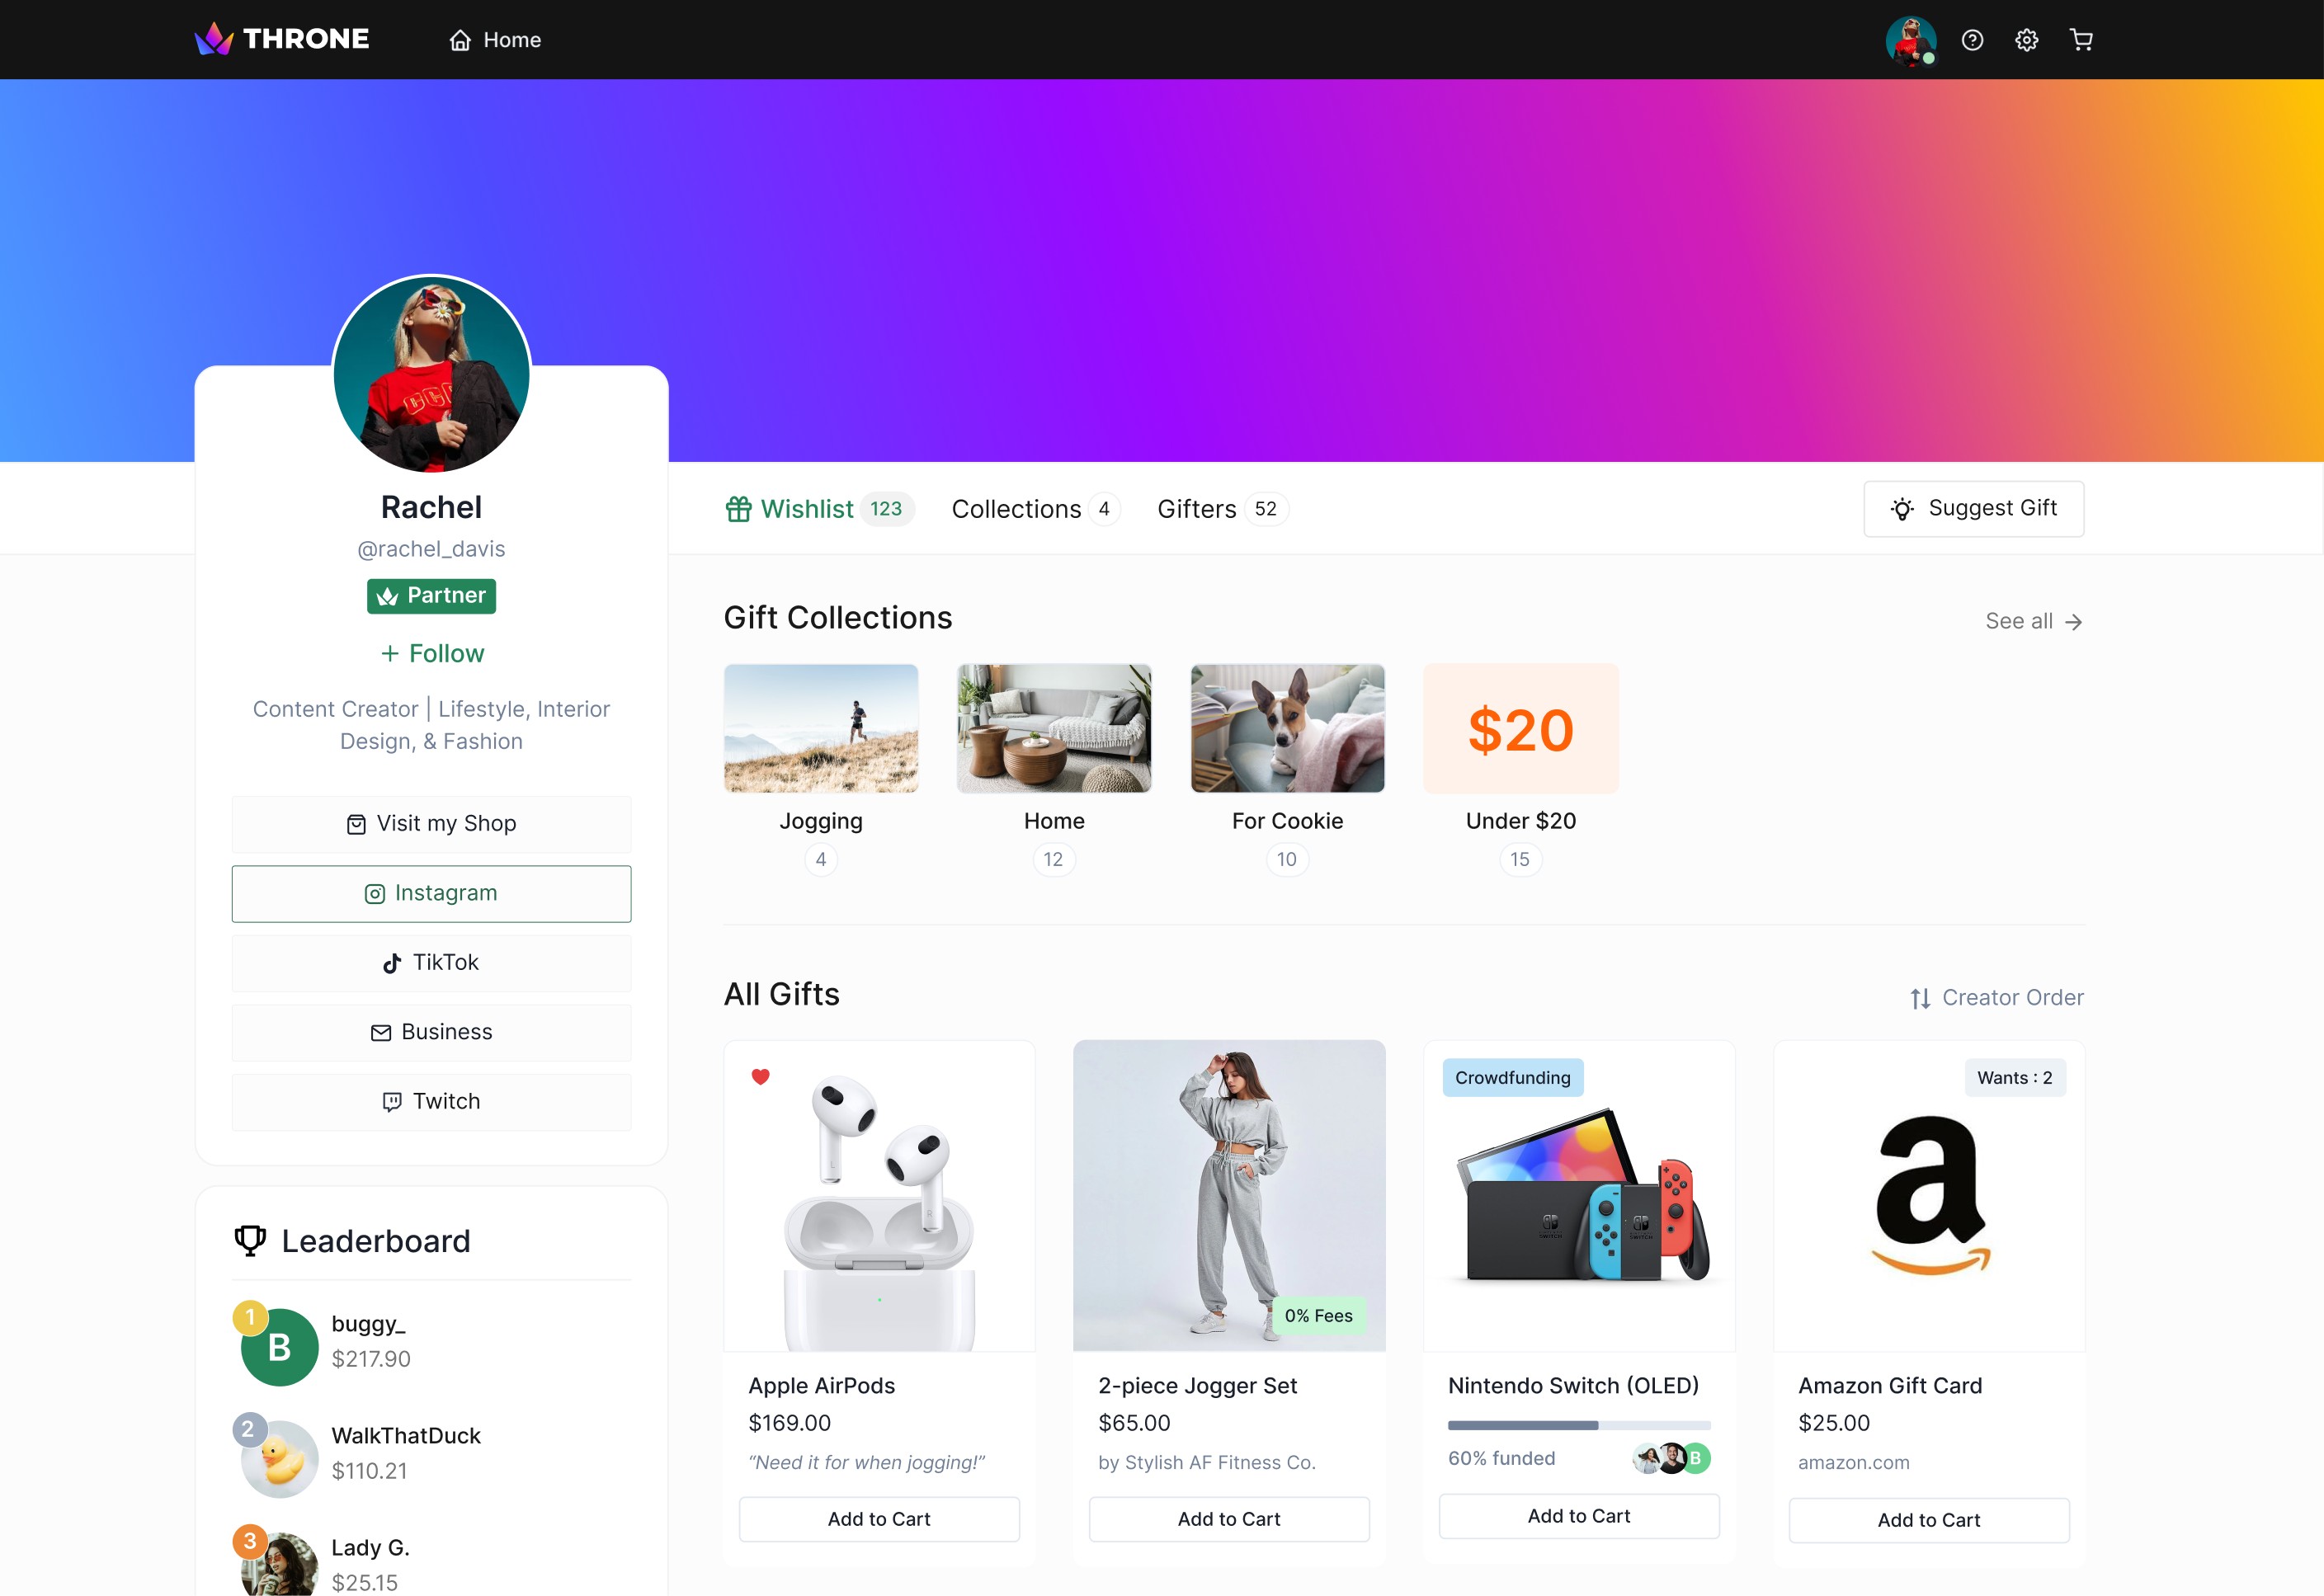 THRONE
Home
Rachel
@rachel_davis
Partner
+ Follow
Content Creator | Lifestyle, Interior
Design, & Fashion
Visit my Shop
Instagram
TikTok
Business
Twitch
Leaderboard
1
B
buggy_
$217.90
2
WalkThatDuck
$110.21
3
Lady G.
$25.15
Wishlist 123
Collections 4
Gifters 52
Suggest Gift
Gift Collections
See all
$20
Jogging
4
Home
12
For Cookie
10
Under $20
15
All Gifts
Creator Order
Apple AirPods
$169.00
“Need it for when jogging!”
Add to Cart
0% Fees
2-piece Jogger Set
$65.00
by Stylish AF Fitness Co.
Add to Cart
Crowdfunding
Nintendo Switch (OLED)
60% funded
B
Add to Cart
Wants : 2
a
Amazon Gift Card
$25.00
amazon.com
Add to Cart